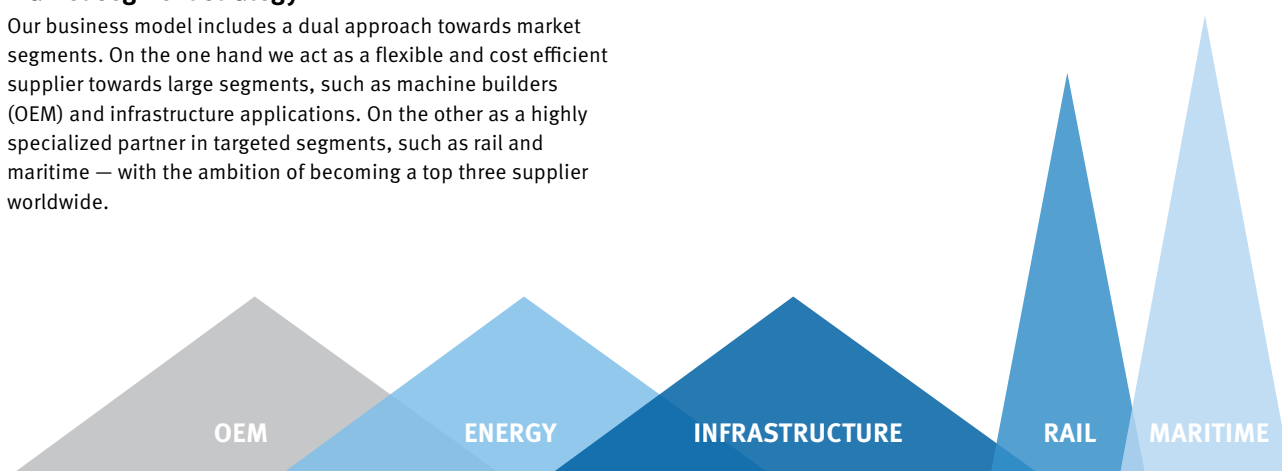 Our business model includes a dual approach towards market
segments. On the one hand we act as a flexible and cost efficient
supplier towards large segments, such as machine builders
(OEM) and infrastructure applications. On the other as a highly
specialized partner in targeted segments, such as rail and
maritime — with the ambition of becoming a top three supplier
worldwide.
OEM ENERGY INFRASTRUCTURE RAIL MARITIME